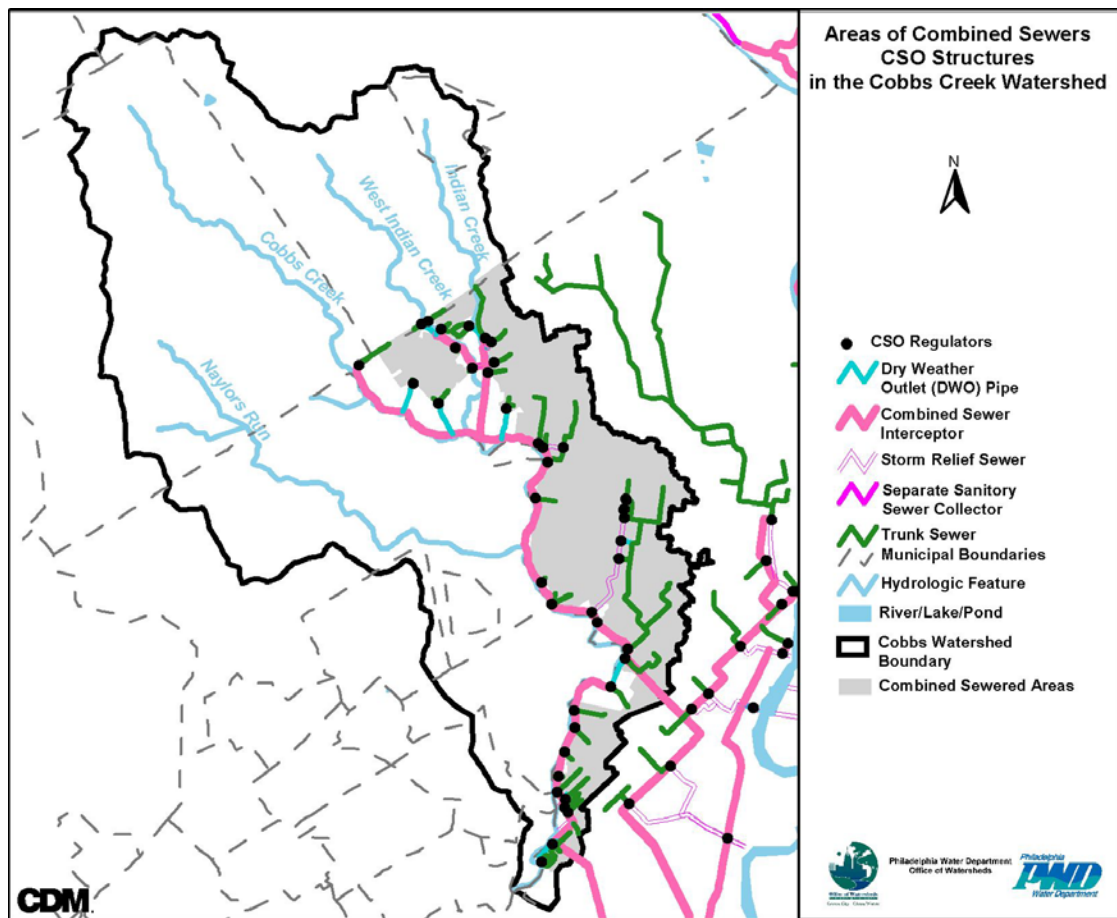 Areas of Combined Sewers
CSO Structures
in the Cobbs Creek Watershed
N
Indian Creek
West Indian Creek
Cobbs Creek
Naylors Run
CSO Regulators
Dry Weather
Outlet (DWO) Pipe
Combined Sewer
Interceptor
Storm Relief Sewer
Separate Sanitory
Sewer Collector
Trunk Sewer
Municipal Boundaries
Hydrologic Feature
River/Lake/Pond
Cobbs Watershed
Boundary
Combined Sewered Areas
CDM
Office of Watersheds
Philadelphia Water Department
Office of Watersheds
Philadelphia
PWD
Water Department